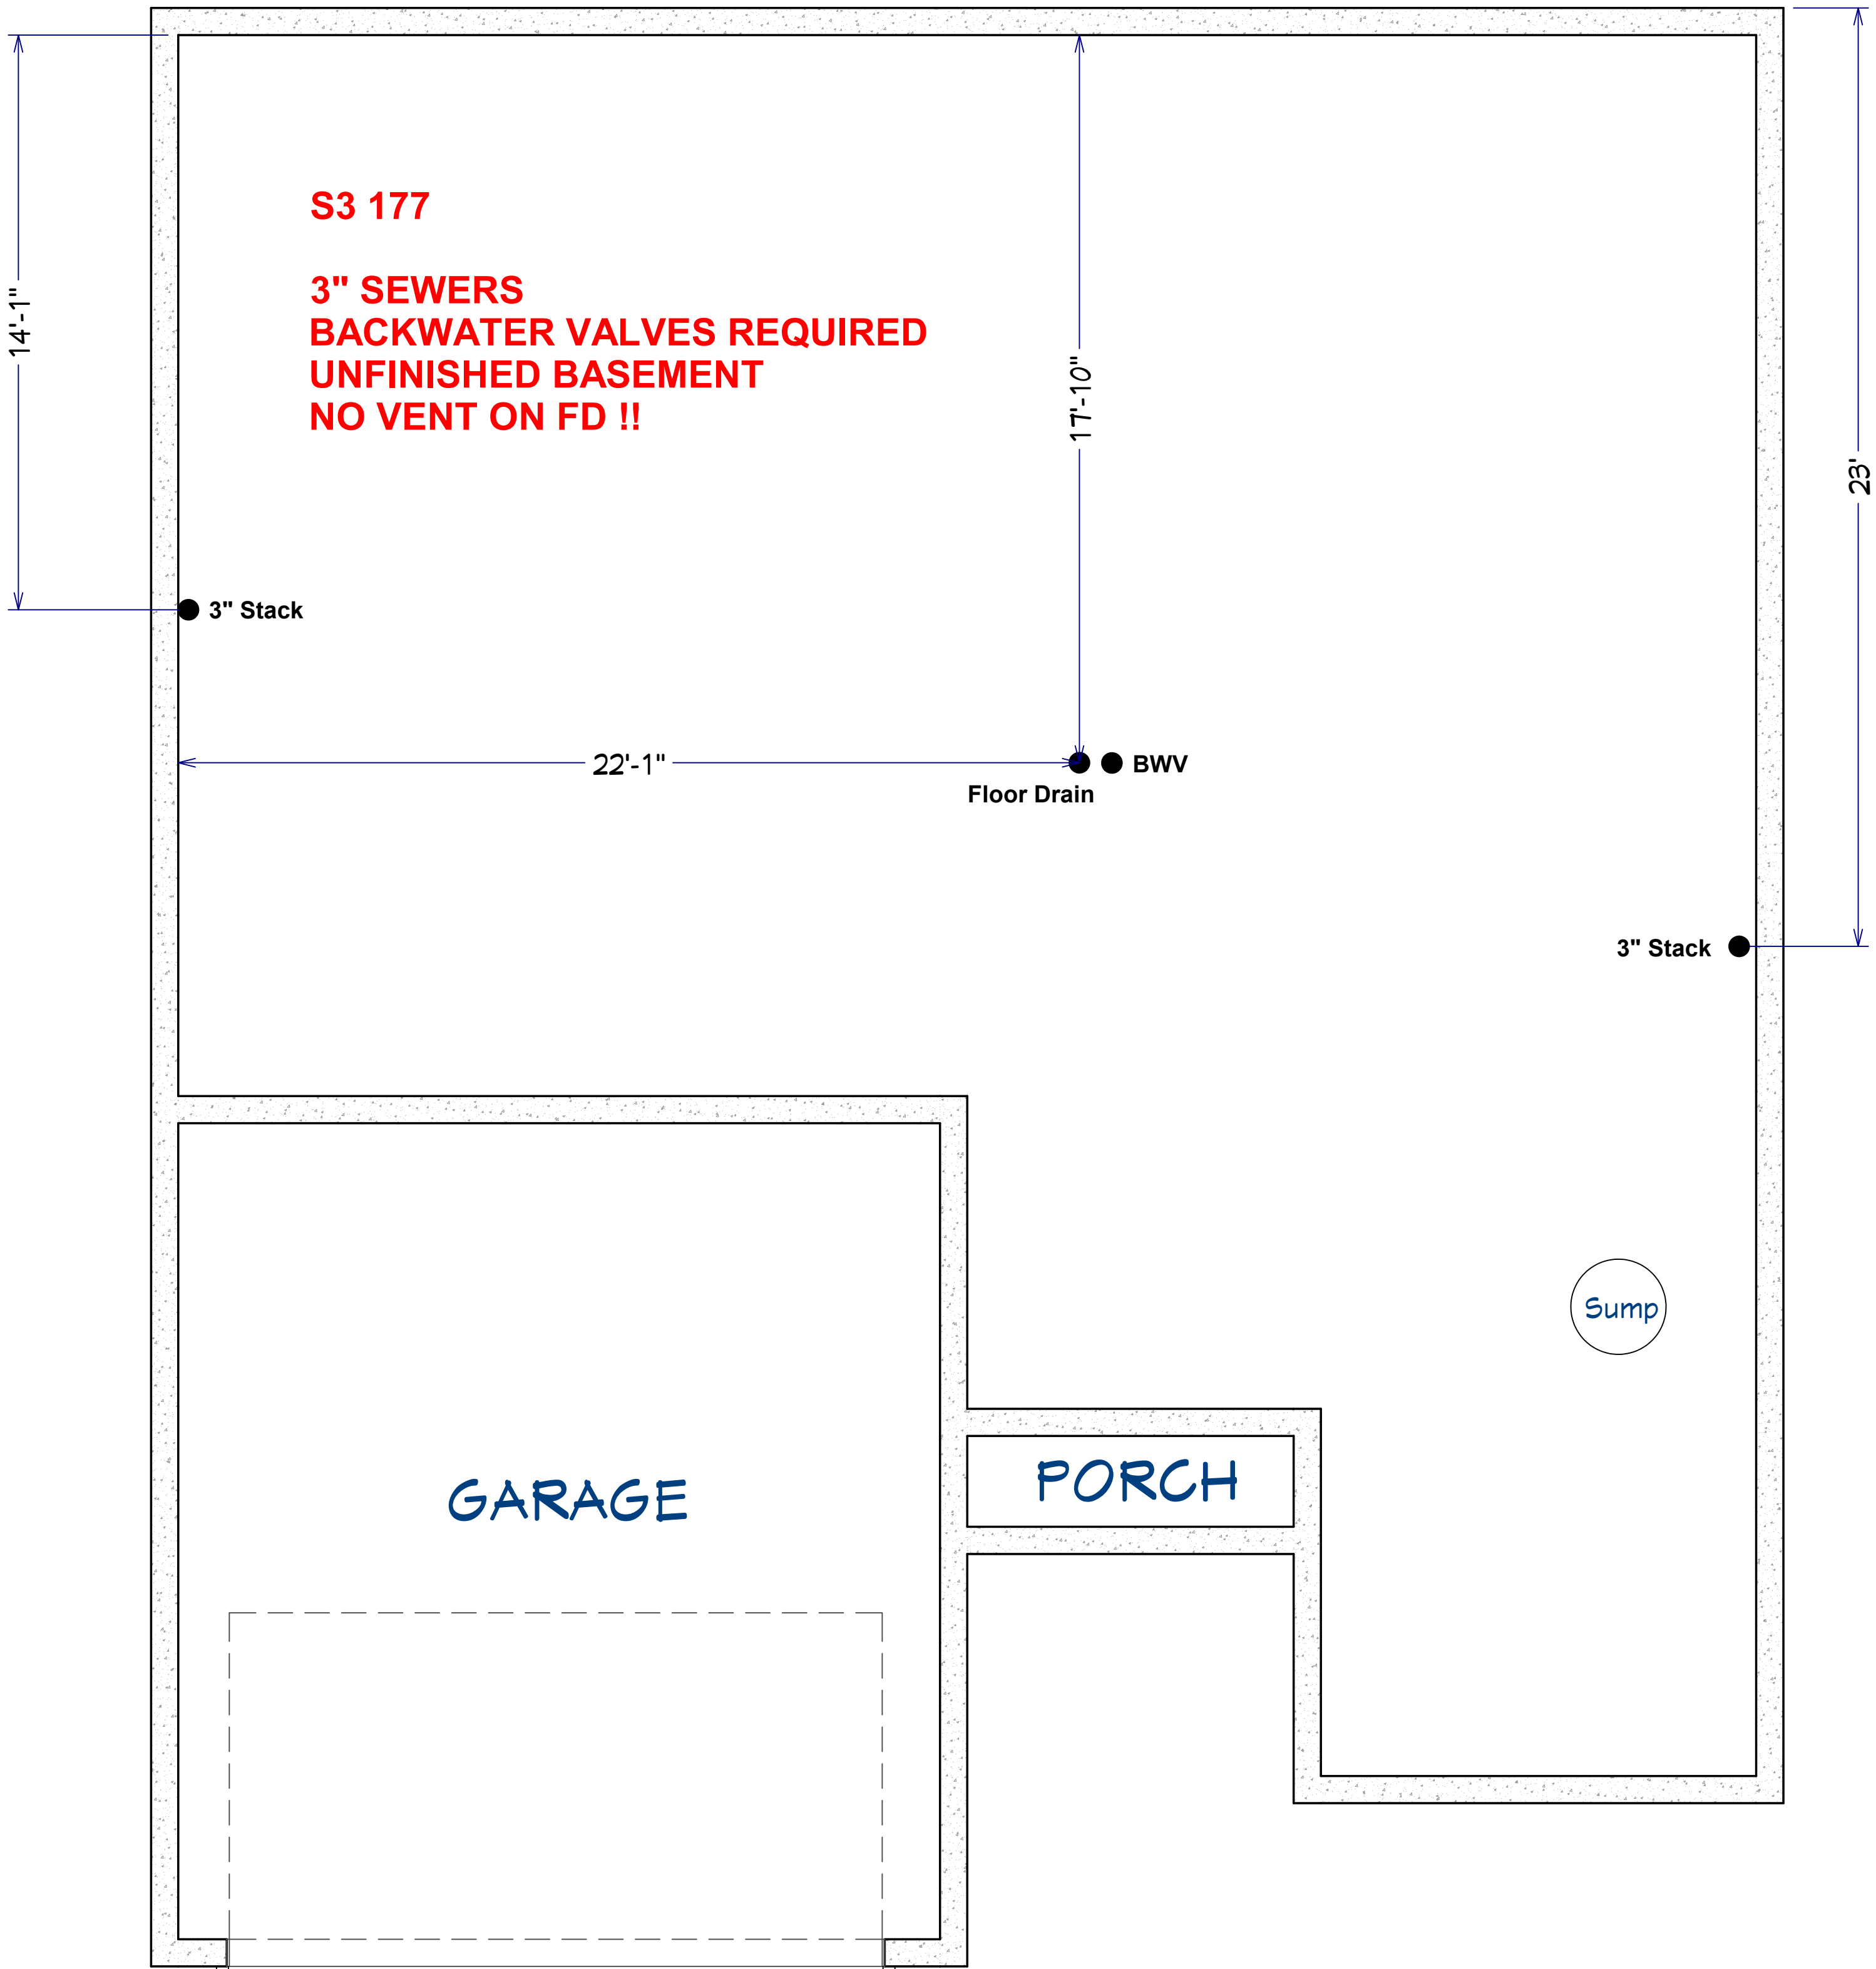 S3 177
3" SEWERS
BACKWATER VALVES REQUIRED
UNFINISHED BASEMENT
NO VENT ON FD !!
14'-1"
17'-10"
23'
3" Stack
22'-1"
BWV
Floor Drain
3" Stack
Sump
GARAGE
PORCH